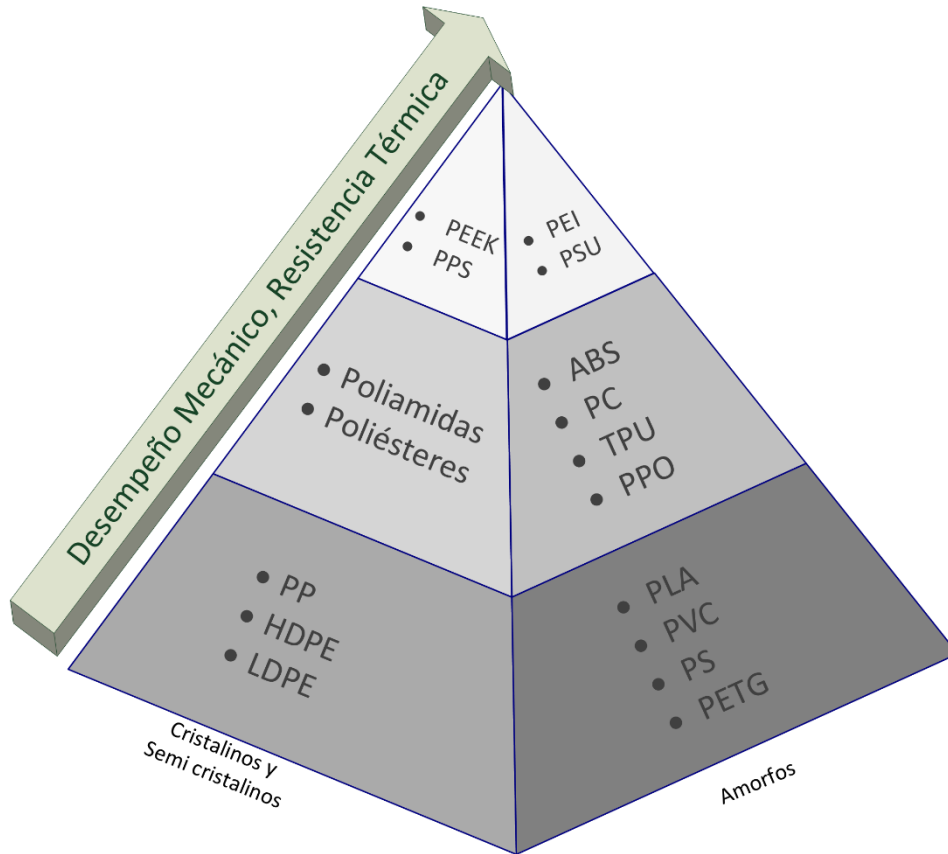 Desempeño Mecánico, Resistencia Térmica
PEEK
PPS
PEI
PSU
Poliamidas
Poliésteres
ABS
PC
TPU
PPO
PP
HDPE
LDPE
PLA
PVC
PS
PETG
Cristalinos y
Semi cristalinos
Amorfos